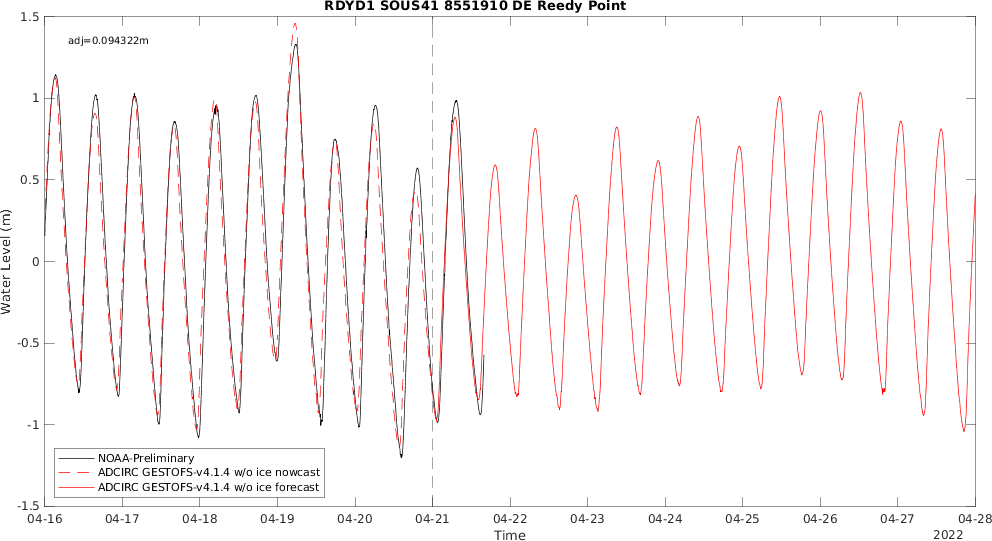 RDYD1 SOUS41 8551910 DE Reedy Point
adj=0.094322m
Water Level (m)
1.5
1
0.5
0
-0.5
-1
-1.5
NOAA-Preliminary
ADCIRC GESTOFS-v4.1.4 w/o ice nowcast
ADCIRC GESTOFS-v4.1.4 w/o ice forecast
04-16 04-17 04-18 04-19 04-20 04-21 04-22 04-23 04-24 04-25 04-26 04-27 04-28
Time
2022